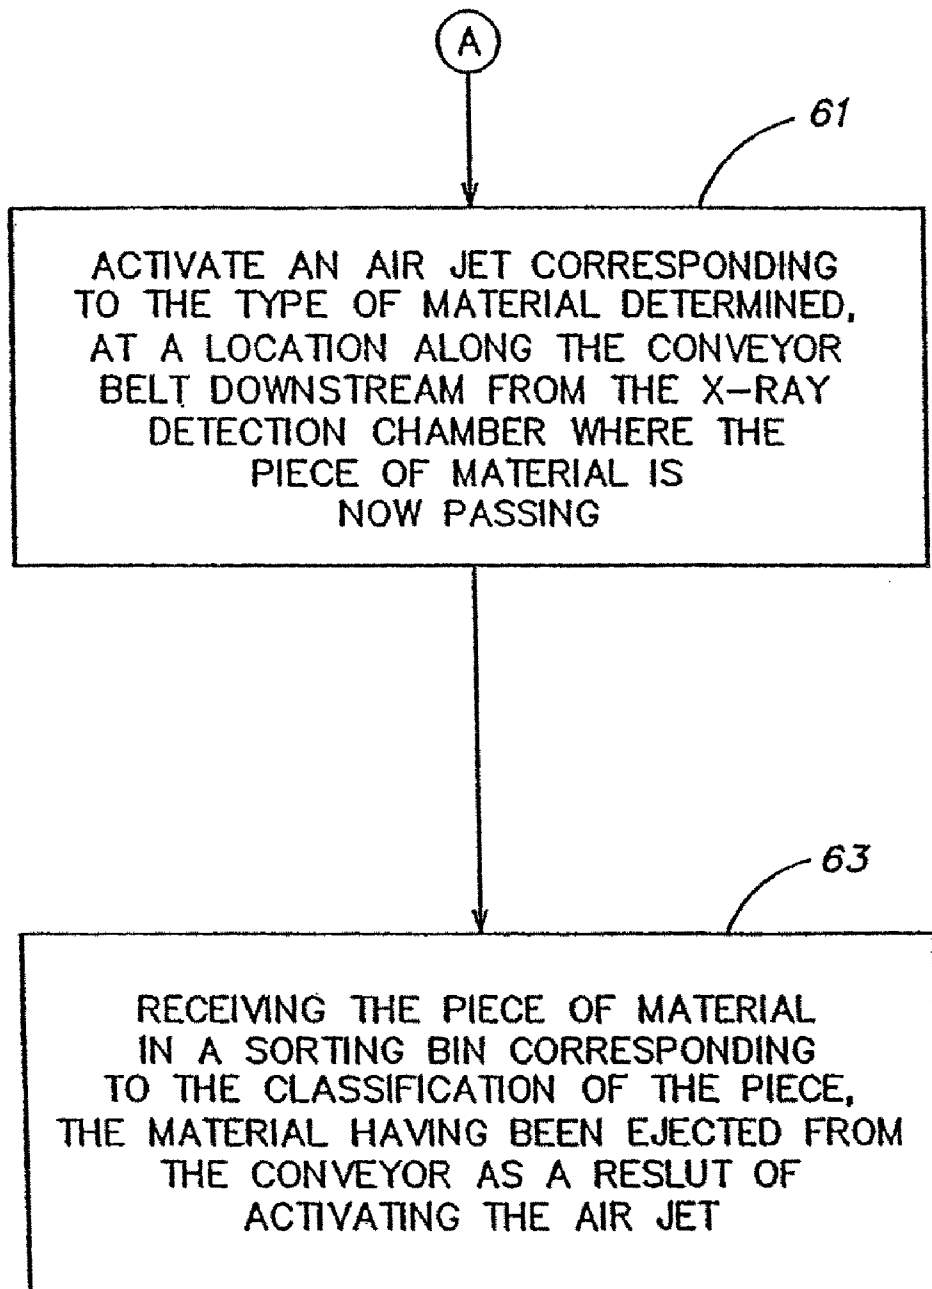 A
61
ACTIVATE AN AIR JET CORRESPONDING
TO THE TYPE OF MATERIAL DETERMINED,
AT A LOCATION ALONG THE CONVEYOR
BELT DOWNSTREAM FROM THE X-RAY
DETECTION CHAMBER WHERE THE
PIECE OF MATERIAL IS
NOW PASSING
63
RECEIVING THE PIECE OF MATERIAL
IN A SORTING BIN CORRESPONDING
TO THE CLASSIFICATION OF THE PIECE,
THE MATERIAL HAVING BEEN EJECTED FROM
THE CONVEYOR AS A RESLUT OF
ACTIVATING THE AIR JET